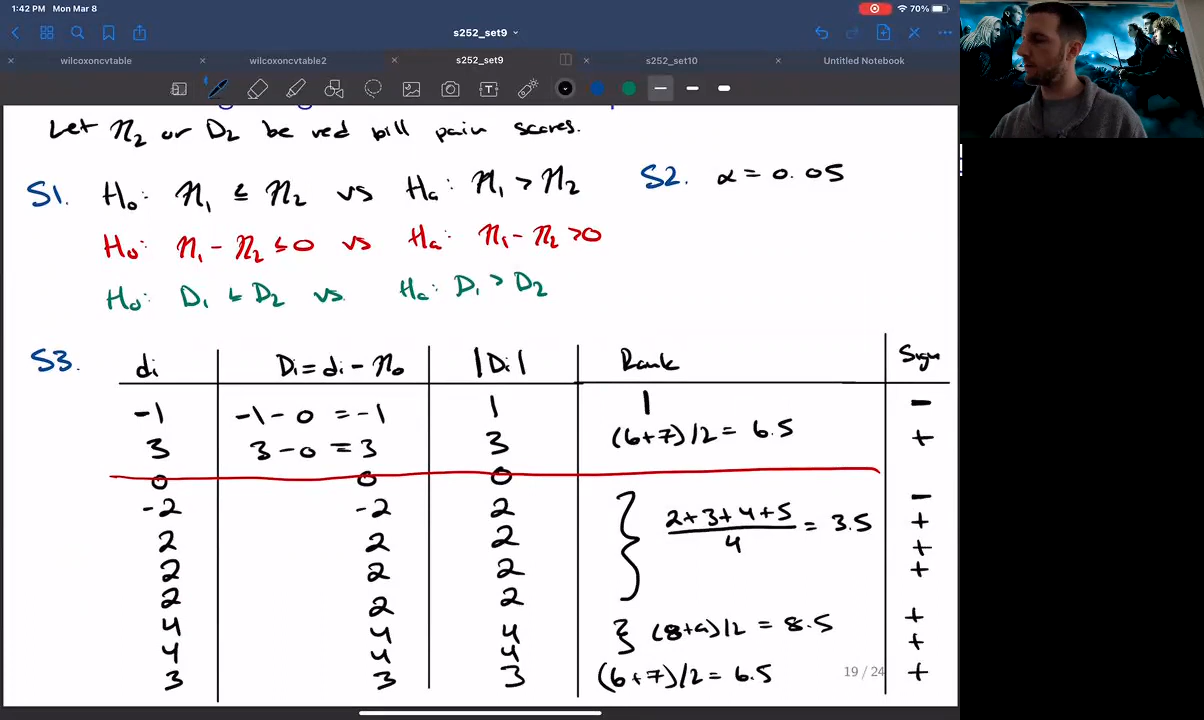 1:42 PM Mon Mar 8
70%
s252_set9
wilcoxoncvtable
wilcoxoncvtable2
s252_set9
s252_set10
Untitled Notebook
Let η2 or D2 be red bill pain scores.
S1. H0: η1 ≤ η2 vs Ha: η1 > η2
S2. α = 0.05
H0: η1 - η2 ≤ 0 vs Ha: η1 - η2 > 0
H0: D1 ≤ D2 vs. Ha: D1 > D2
S3. di Di = di - η0 |Di| Rank Sign
-1 -1 - 0 = -1 1 1 -
3 3 - 0 = 3 3 (6+7)/2 = 6.5 +
0 0 0
-2 -2 2 -
2 2 2 } (2+3+4+5)/4 = 3.5 +
2 2 2 +
2 2 2 +
4 4 4 } (8+9)/2 = 8.5 +
4 4 4 +
3 3 3 (6+7)/2 = 6.5 +
19 / 24